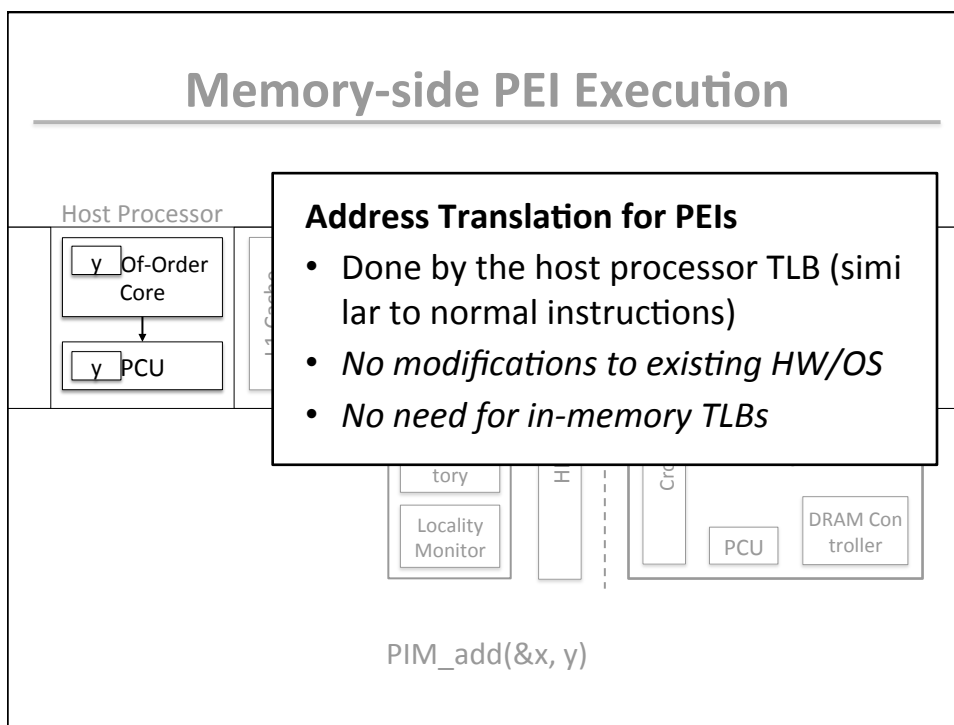 Memory-side PEI Execution
Host Processor
y Of-Order
Core
y PCU
Address Translation for PEIs
• Done by the host processor TLB (simi
lar to normal instructions)
• No modifications to existing HW/OS
• No need for in-memory TLBs
tory
Locality
Monitor
PCU
DRAM Con
troller
PIM_add(&x, y)